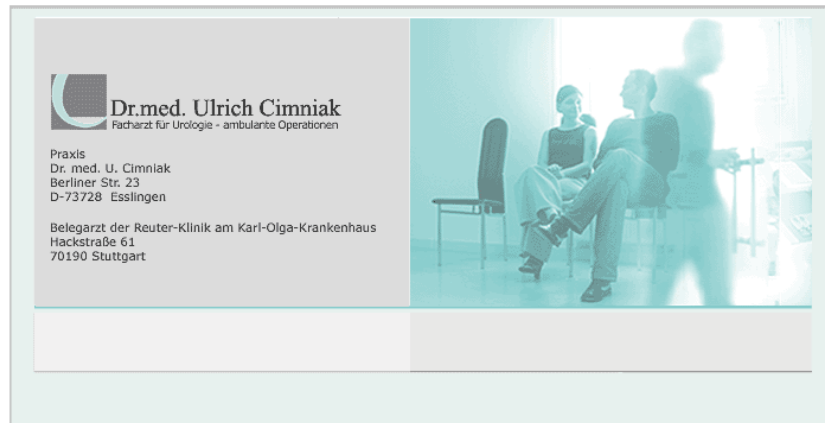 Dr.med. Ulrich Cimniak
Facharzt für Urologie - ambulante Operationen
Praxis
Dr. med. U. Cimniak
Berliner Str. 23
D-73728 Esslingen
Belegarzt der Reuter-Klinik am Karl-Olga-Krankenhaus
Hackstraße 61
70190 Stuttgart